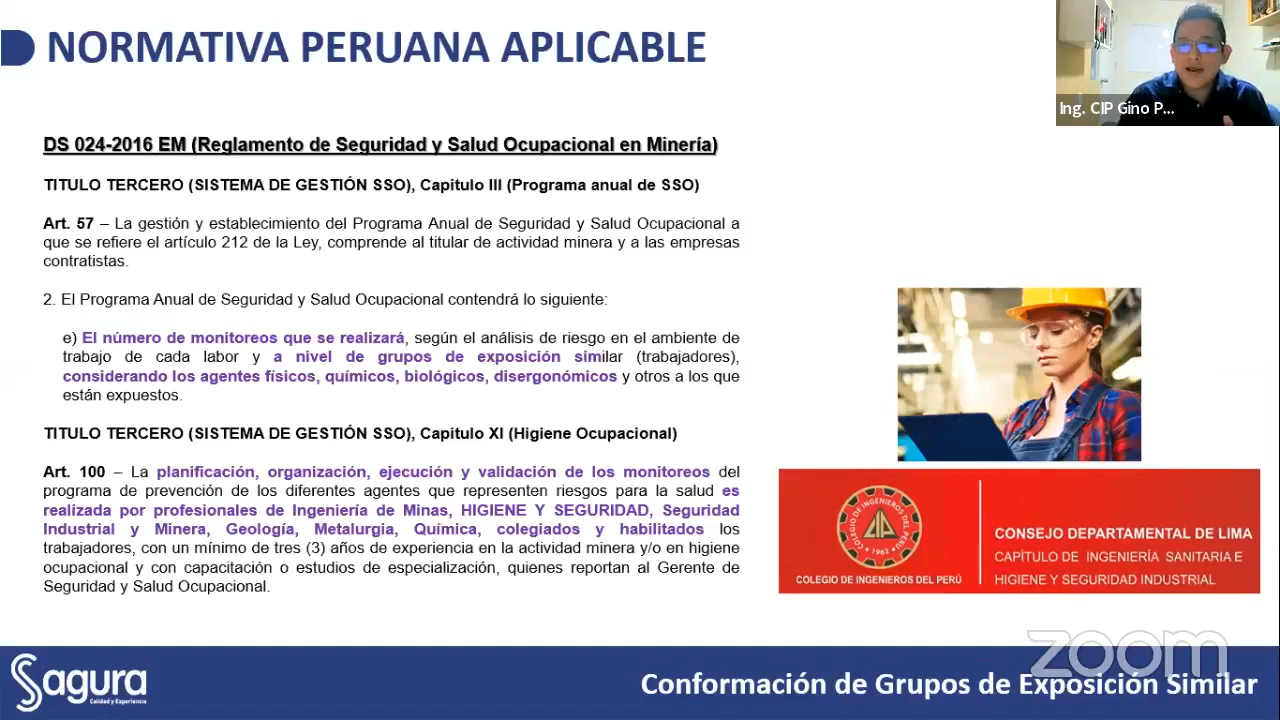 NORMATIVA PERUANA APLICABLE
Ing. CIP Gino P...
DS 024-2016 EM (Reglamento de Seguridad y Salud Ocupacional en Minería)
TITULO TERCERO (SISTEMA DE GESTIÓN SSO), Capitulo III (Programa anual de SSO)
Art. 57 – La gestión y establecimiento del Programa Anual de Seguridad y Salud Ocupacional a
que se refiere el artículo 212 de la Ley, comprende al titular de actividad minera y a las empresas
contratistas.
2. El Programa Anual de Seguridad y Salud Ocupacional contendrá lo siguiente:
e) El número de monitoreos que se realizará, según el análisis de riesgo en el ambiente de
trabajo de cada labor y a nivel de grupos de exposición similar (trabajadores),
considerando los agentes físicos, químicos, biológicos, disergonómicos y otros a los que
están expuestos.
TITULO TERCERO (SISTEMA DE GESTIÓN SSO), Capitulo XI (Higiene Ocupacional)
Art. 100 – La planificación, organización, ejecución y validación de los monitoreos del
programa de prevención de los diferentes agentes que representen riesgos para la salud es
realizada por profesionales de Ingeniería de Minas, HIGIENE Y SEGURIDAD, Seguridad
Industrial y Minera, Geología, Metalurgia, Química, colegiados y habilitados los
trabajadores, con un mínimo de tres (3) años de experiencia en la actividad minera y/o en higiene
ocupacional y con capacitación o estudios de especialización, quienes reportan al Gerente de
Seguridad y Salud Ocupacional.
COLEGIO DE INGENIEROS DEL PERU
1962
COLEGIO DE INGENIEROS DEL PERÚ
CONSEJO DEPARTAMENTAL DE LIMA
CAPÍTULO DE INGENIERÍA SANITARIA E
HIGIENE Y SEGURIDAD INDUSTRIAL
zoom
Sagura
Calidad y Experiencia
Conformación de Grupos de Exposición Similar